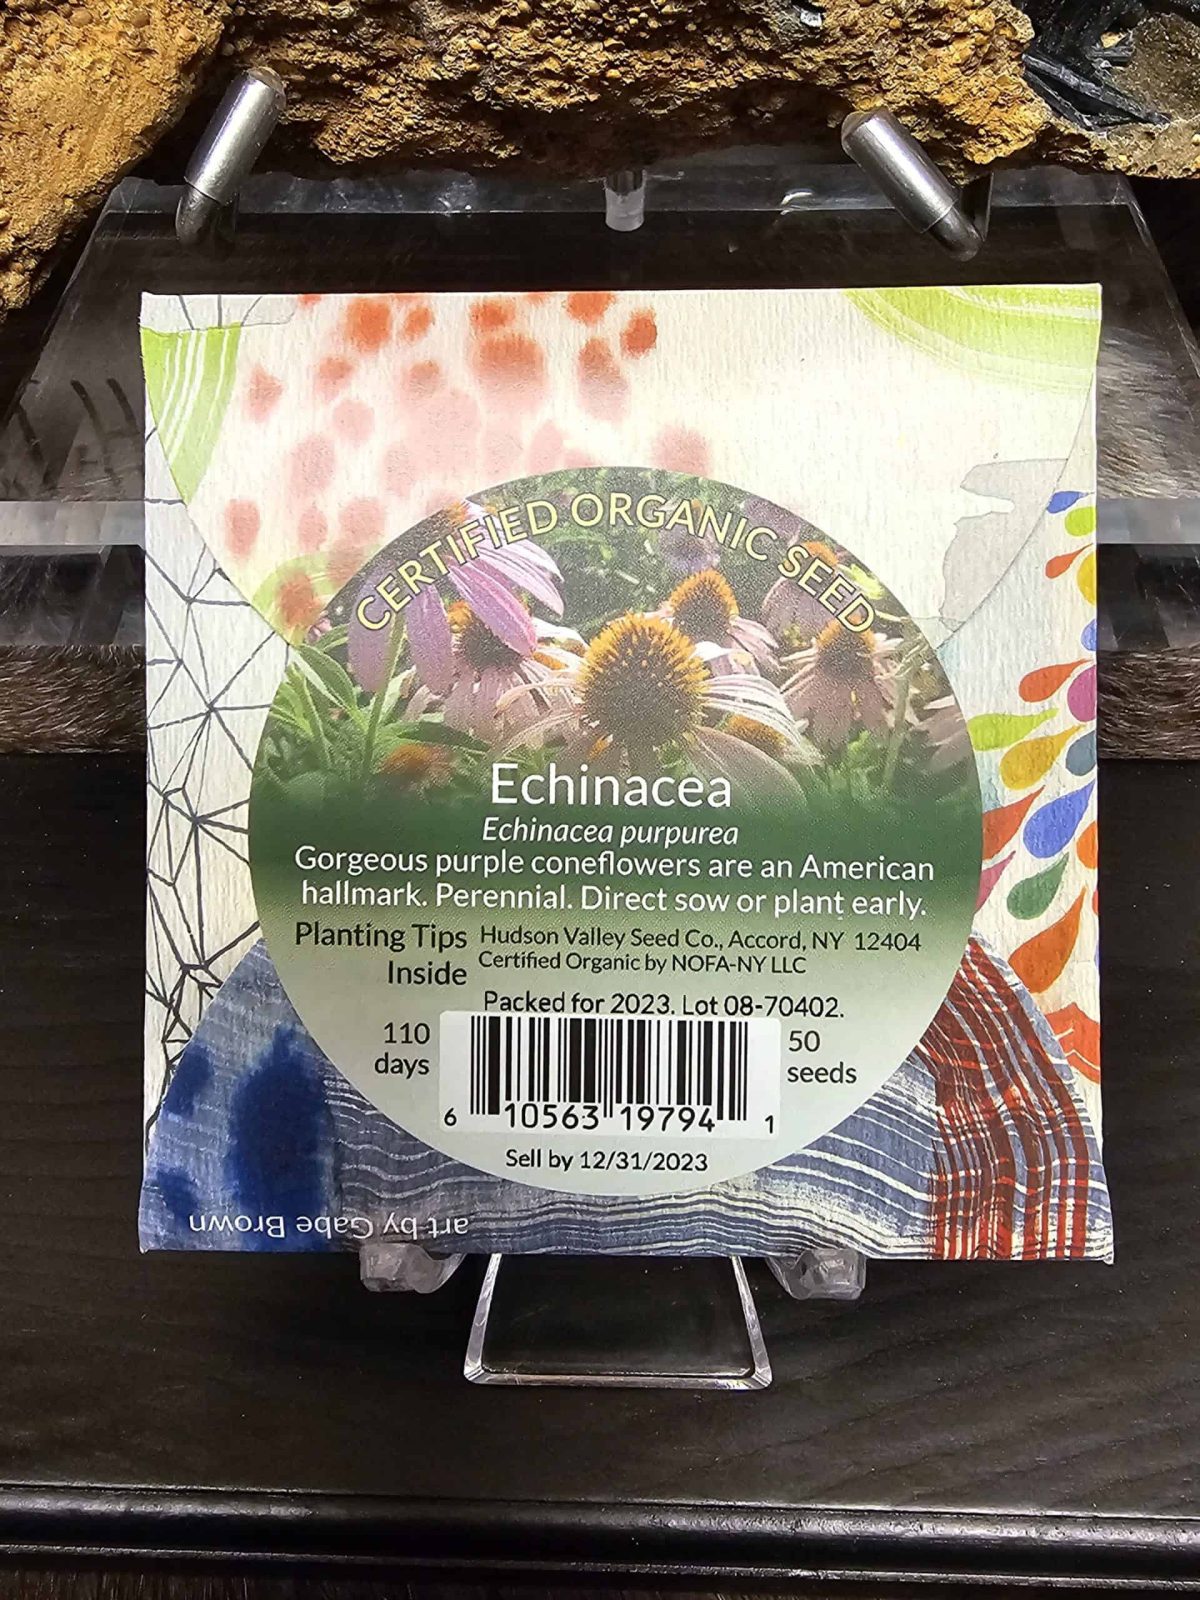 CERTIFIED ORGANIC SEED
Echinacea
Echinacea purpurea
Gorgeous purple coneflowers are an American
hallmark. Perennial. Direct sow or plant early.
Planting Tips
Inside
Hudson Valley Seed Co., Accord, NY 12404
Certified Organic by NOFA-NY LLC
Packed for 2023. Lot 08-70402.
110
days
50
seeds
6 10563 19794 1
Sell by 12/31/2023
art by Gabe Brown